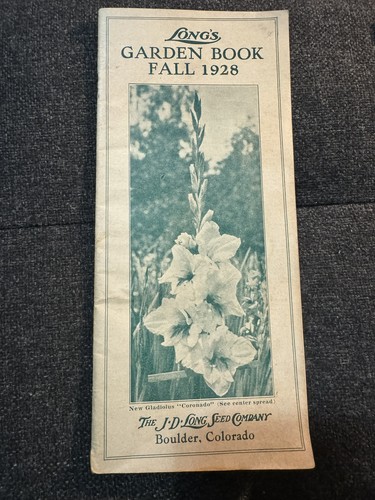 LONG'S
GARDEN BOOK
FALL 1928
New Gladiolus "Coronado" (See center spread)
THE J·D·LONG SEED COMPANY
Boulder, Colorado